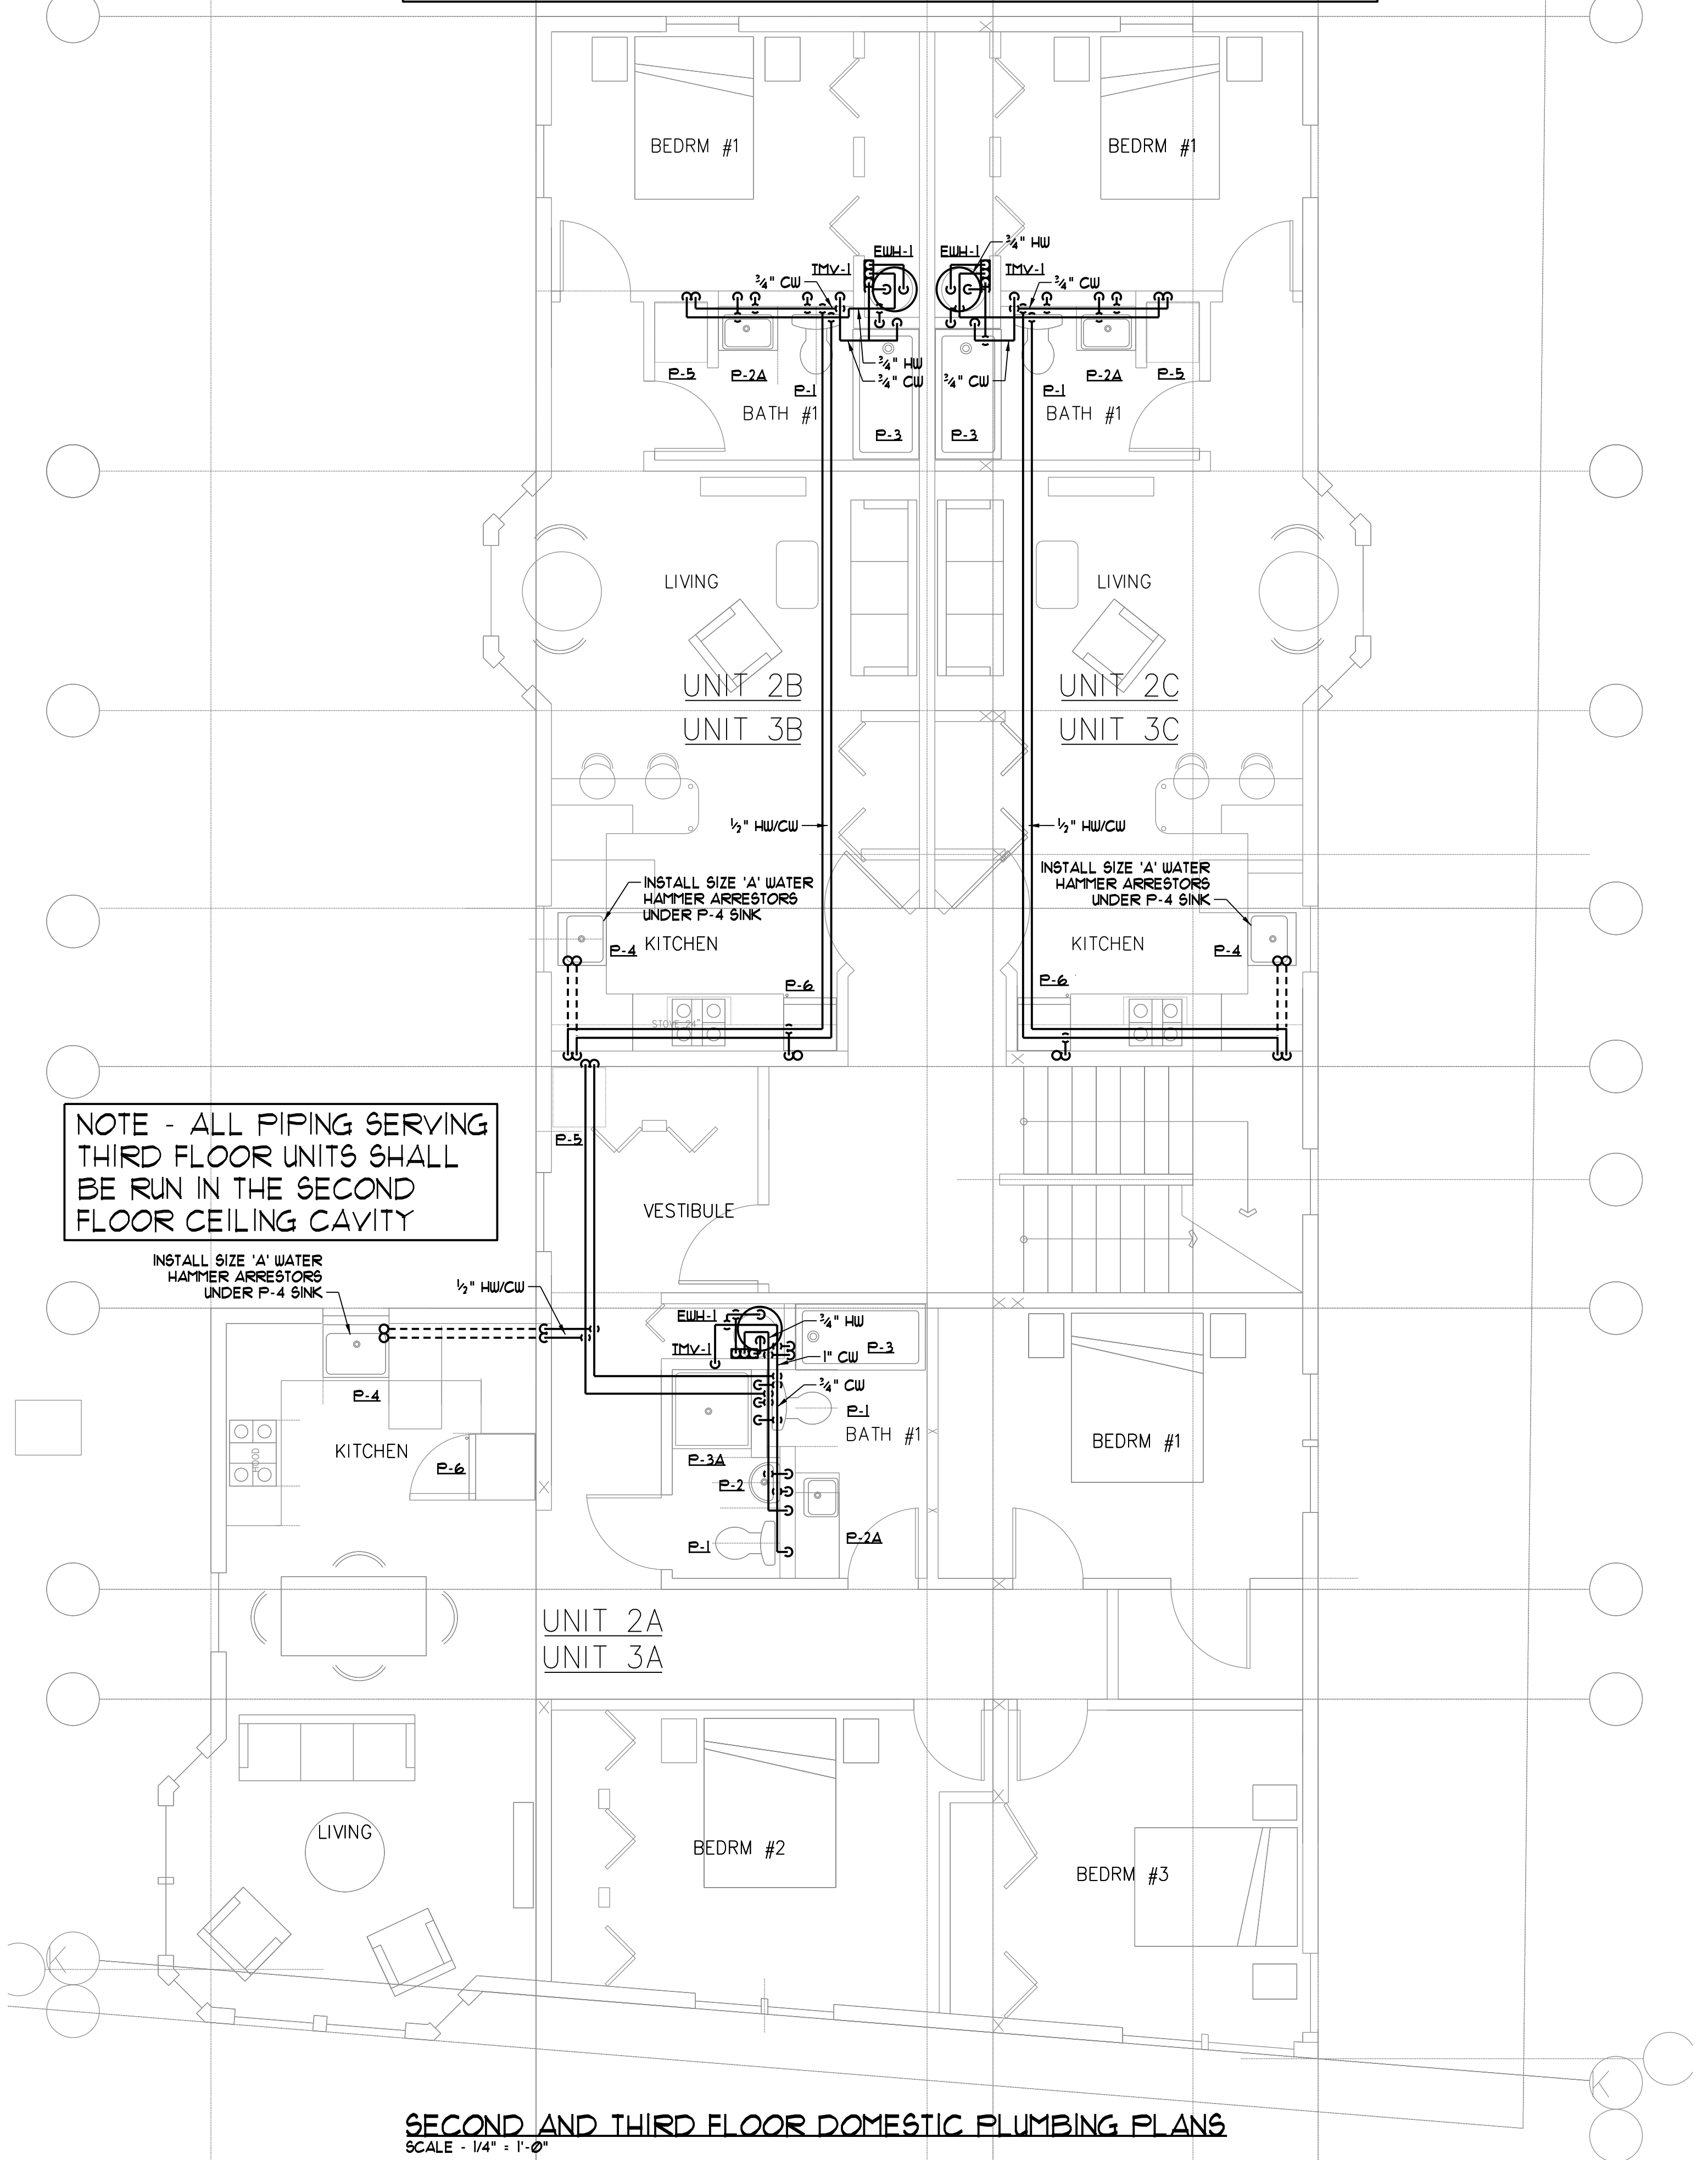 BEDRM #1
BEDRM #1
EWH-1
EWH-1
3/4" HW
TMV-1
TMV-1
3/4" CW
3/4" CW
3/4" HW
3/4" CW
3/4" CW
P-5
P-2A
P-1
P-1
P-2A
P-5
BATH #1
BATH #1
P-3
P-3
LIVING
LIVING
UNIT 2B
UNIT 3B
UNIT 2C
UNIT 3C
1/2" HW/CW
1/2" HW/CW
INSTALL SIZE 'A' WATER
HAMMER ARRESTORS
UNDER P-4 SINK
INSTALL SIZE 'A' WATER
HAMMER ARRESTORS
UNDER P-4 SINK
P-4
KITCHEN
KITCHEN
P-4
P-6
P-6
STOVE 24"
NOTE - ALL PIPING SERVING
THIRD FLOOR UNITS SHALL
BE RUN IN THE SECOND
FLOOR CEILING CAVITY
P-5
VESTIBULE
INSTALL SIZE 'A' WATER
HAMMER ARRESTORS
UNDER P-4 SINK
1/2" HW/CW
EWH-1
TMV-1
3/4" HW
1" CW
P-3
3/4" CW
P-4
P-1
BATH #1
KITCHEN
HOOD
P-6
P-3A
P-2
P-1
P-2A
BEDRM #1
UNIT 2A
UNIT 3A
LIVING
BEDRM #2
BEDRM #3
K
K
SECOND AND THIRD FLOOR DOMESTIC PLUMBING PLANS
SCALE - 1/4" = 1'-0"